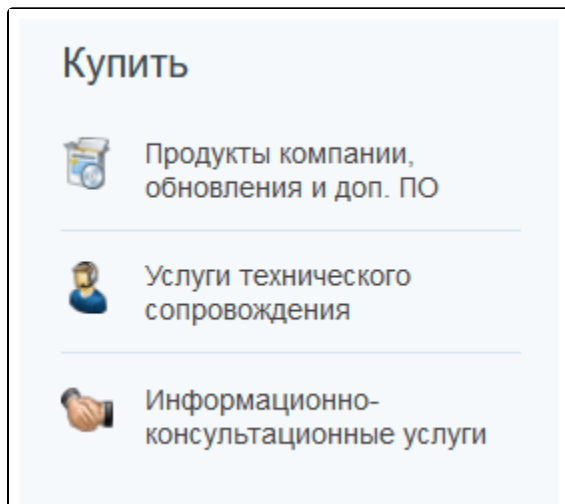 Купить
Продукты компании,
обновления и доп. ПО
Услуги технического
сопровождения
Информационно-
консультационные услуги